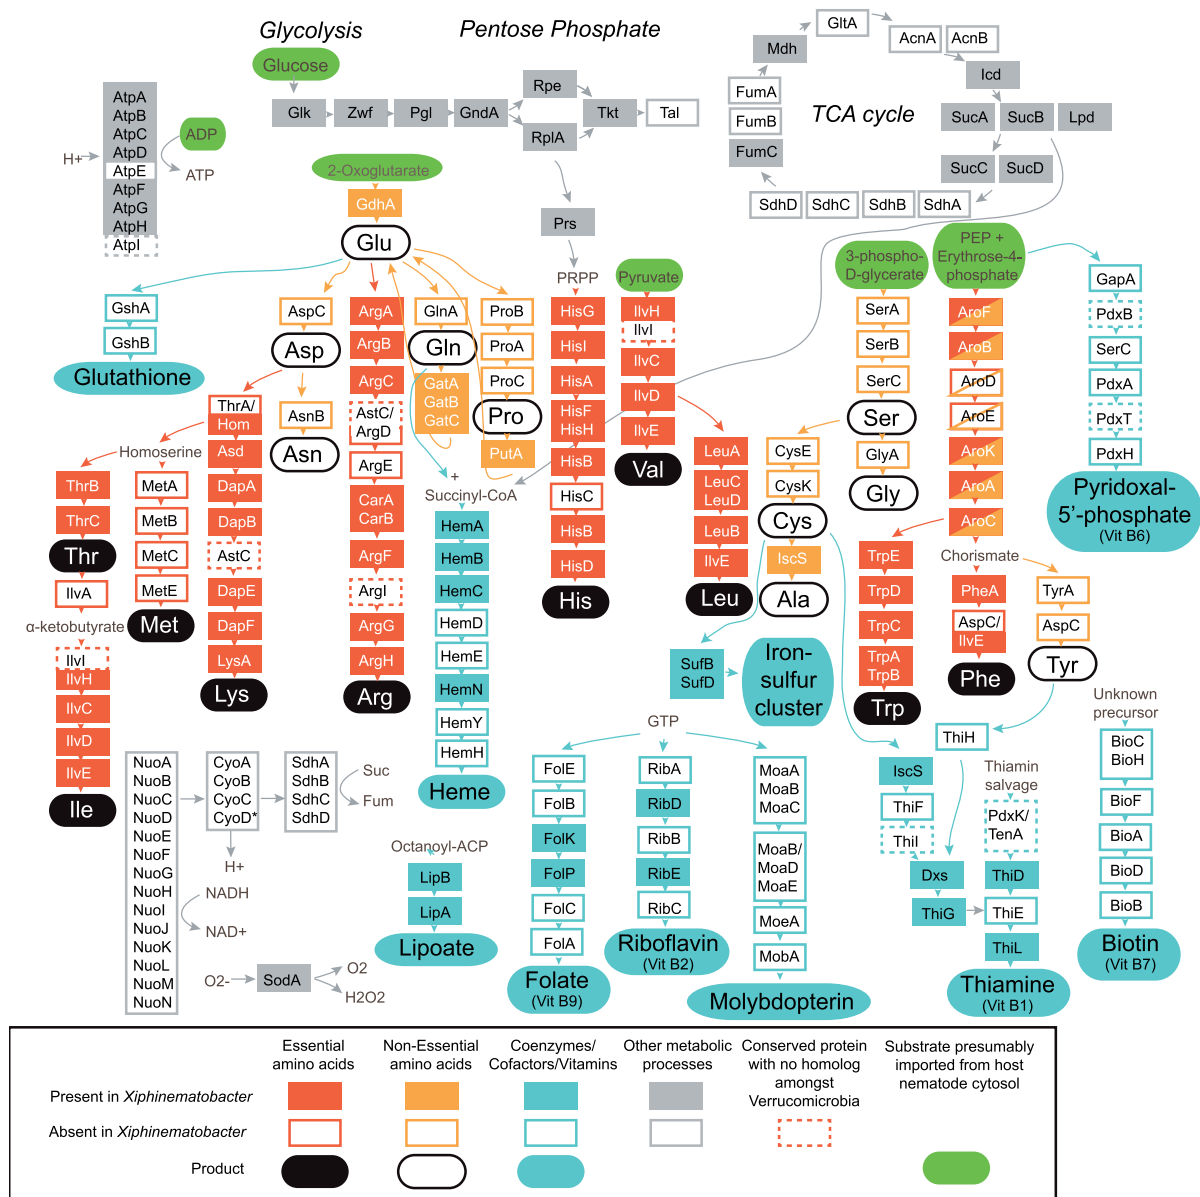 Glycolysis
Pentose Phosphate
TCA cycle
Glucose
Glk
Zwf
Pgl
GndA
Rpe
RplA
Tkt
Tal
Prs
PRPP
GltA
Mdh
AcnA
AcnB
Icd
FumA
FumB
FumC
SucA
SucB
Lpd
SucC
SucD
SdhD
SdhC
SdhB
SdhA
AtpA
AtpB
AtpC
AtpD
AtpE
AtpF
AtpG
AtpH
AtpI
H+
ADP
ATP
2-Oxoglutarate
GdhA
Glu
GshA
GshB
Glutathione
AspC
Asp
AsnB
Asn
ThrA/
Hom
Asd
DapA
DapB
AstC
DapE
DapF
LysA
Lys
Homoserine
ThrB
ThrC
Thr
IlvA
α-ketobutyrate
IlvI
IlvH
IlvC
IlvD
IlvE
Ile
MetA
MetB
MetC
MetE
Met
ArgA
ArgB
ArgC
AstC/
ArgD
ArgE
CarA
CarB
ArgF
ArgI
ArgG
ArgH
Arg
GlnA
Gln
GatA
GatB
GatC
ProB
ProA
ProC
Pro
PutA
+
Succinyl-CoA
HemA
HemB
HemC
HemD
HemE
HemN
HemY
HemH
Heme
HisG
HisI
HisA
HisF
HisH
HisB
HisC
HisB
HisD
His
Pyruvate
IlvH
IlvI
IlvC
IlvD
IlvE
Val
LeuA
LeuC
LeuD
LeuB
IlvE
Leu
3-phospho-
D-glycerate
SerA
SerB
SerC
Ser
GlyA
Gly
CysE
CysK
Cys
IscS
Ala
SufB
SufD
Iron-
sulfur
cluster
PEP +
Erythrose-4-
phosphate
AroF
AroB
AroD
AroE
AroK
AroA
AroC
Chorismate
TrpE
TrpD
TrpC
TrpA
TrpB
Trp
PheA
AspC/
IlvE
Phe
TyrA
AspC
Tyr
GapA
PdxB
SerC
PdxA
PdxT
PdxH
Pyridoxal-
5’-phosphate
(Vit B6)
NuoA
NuoB
NuoC
NuoD
NuoE
NuoF
NuoG
NuoH
NuoI
NuoJ
NuoK
NuoL
NuoM
NuoN
CyoA
CyoB
CyoC
CyoD*
H+
SdhA
SdhB
SdhC
SdhD
Suc
Fum
NADH
NAD+
O2-
SodA
O2
H2O2
Octanoyl-ACP
LipB
LipA
Lipoate
GTP
FolE
FolB
FolK
FolP
FolC
FolA
Folate
(Vit B9)
RibA
RibD
RibB
RibE
RibC
Riboflavin
(Vit B2)
MoaA
MoaB
MoaC
MoaB/
MoaD
MoaE
MoeA
MobA
Molybdopterin
IscS
ThiF
ThiI
Dxs
ThiG
ThiH
Thiamin
salvage
PdxK/
TenA
ThiD
ThiE
ThiL
Thiamine
(Vit B1)
Unknown
precursor
BioC
BioH
BioF
BioA
BioD
BioB
Biotin
(Vit B7)
Essential
amino acids
Non-Essential
amino acids
Coenzymes/
Cofactors/Vitamins
Other metabolic
processes
Conserved protein
with no homolog
amongst
Verrucomicrobia
Substrate presumably
imported from host
nematode cytosol
Present in Xiphinematobacter
Absent in Xiphinematobacter
Product